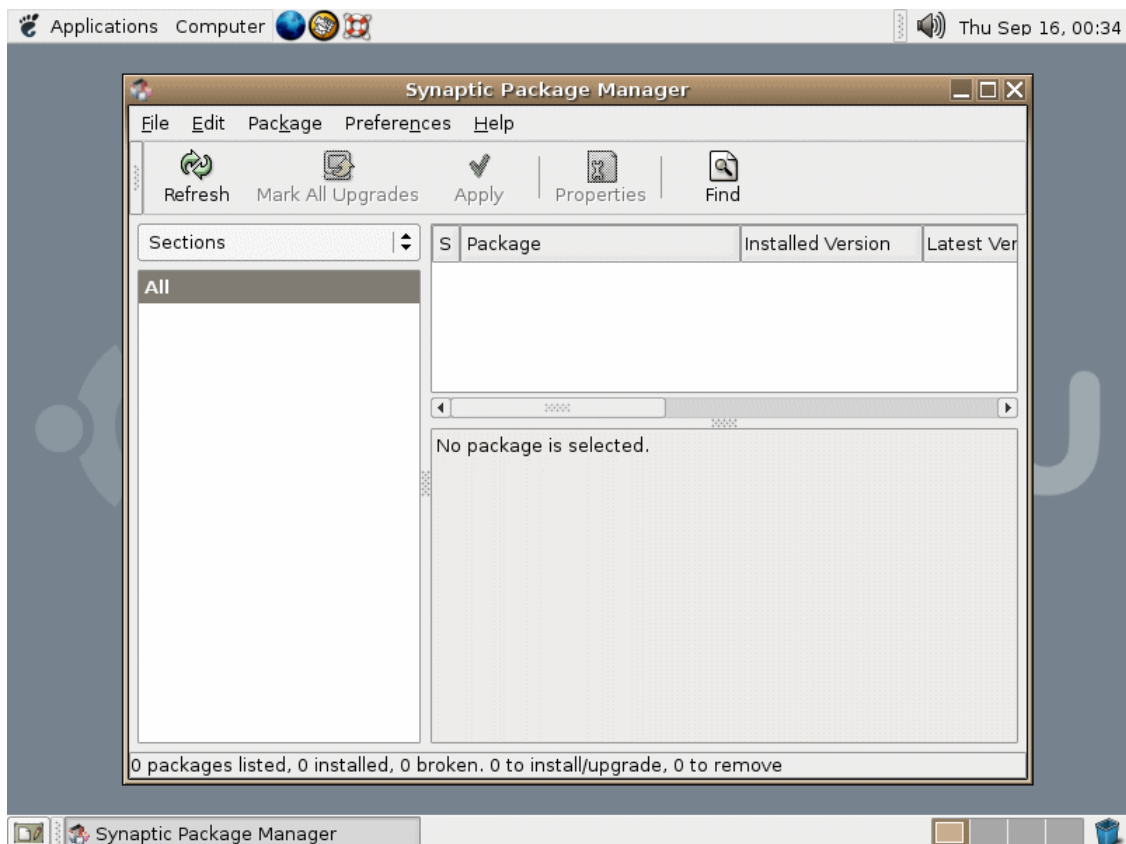 Applications Computer Thu Sep 16, 00:34
Synaptic Package Manager
File Edit Package Preferences Help
Refresh Mark All Upgrades Apply Properties Find
Sections
S Package Installed Version Latest Ver
All
No package is selected.
0 packages listed, 0 installed, 0 broken. 0 to install/upgrade, 0 to remove
Synaptic Package Manager